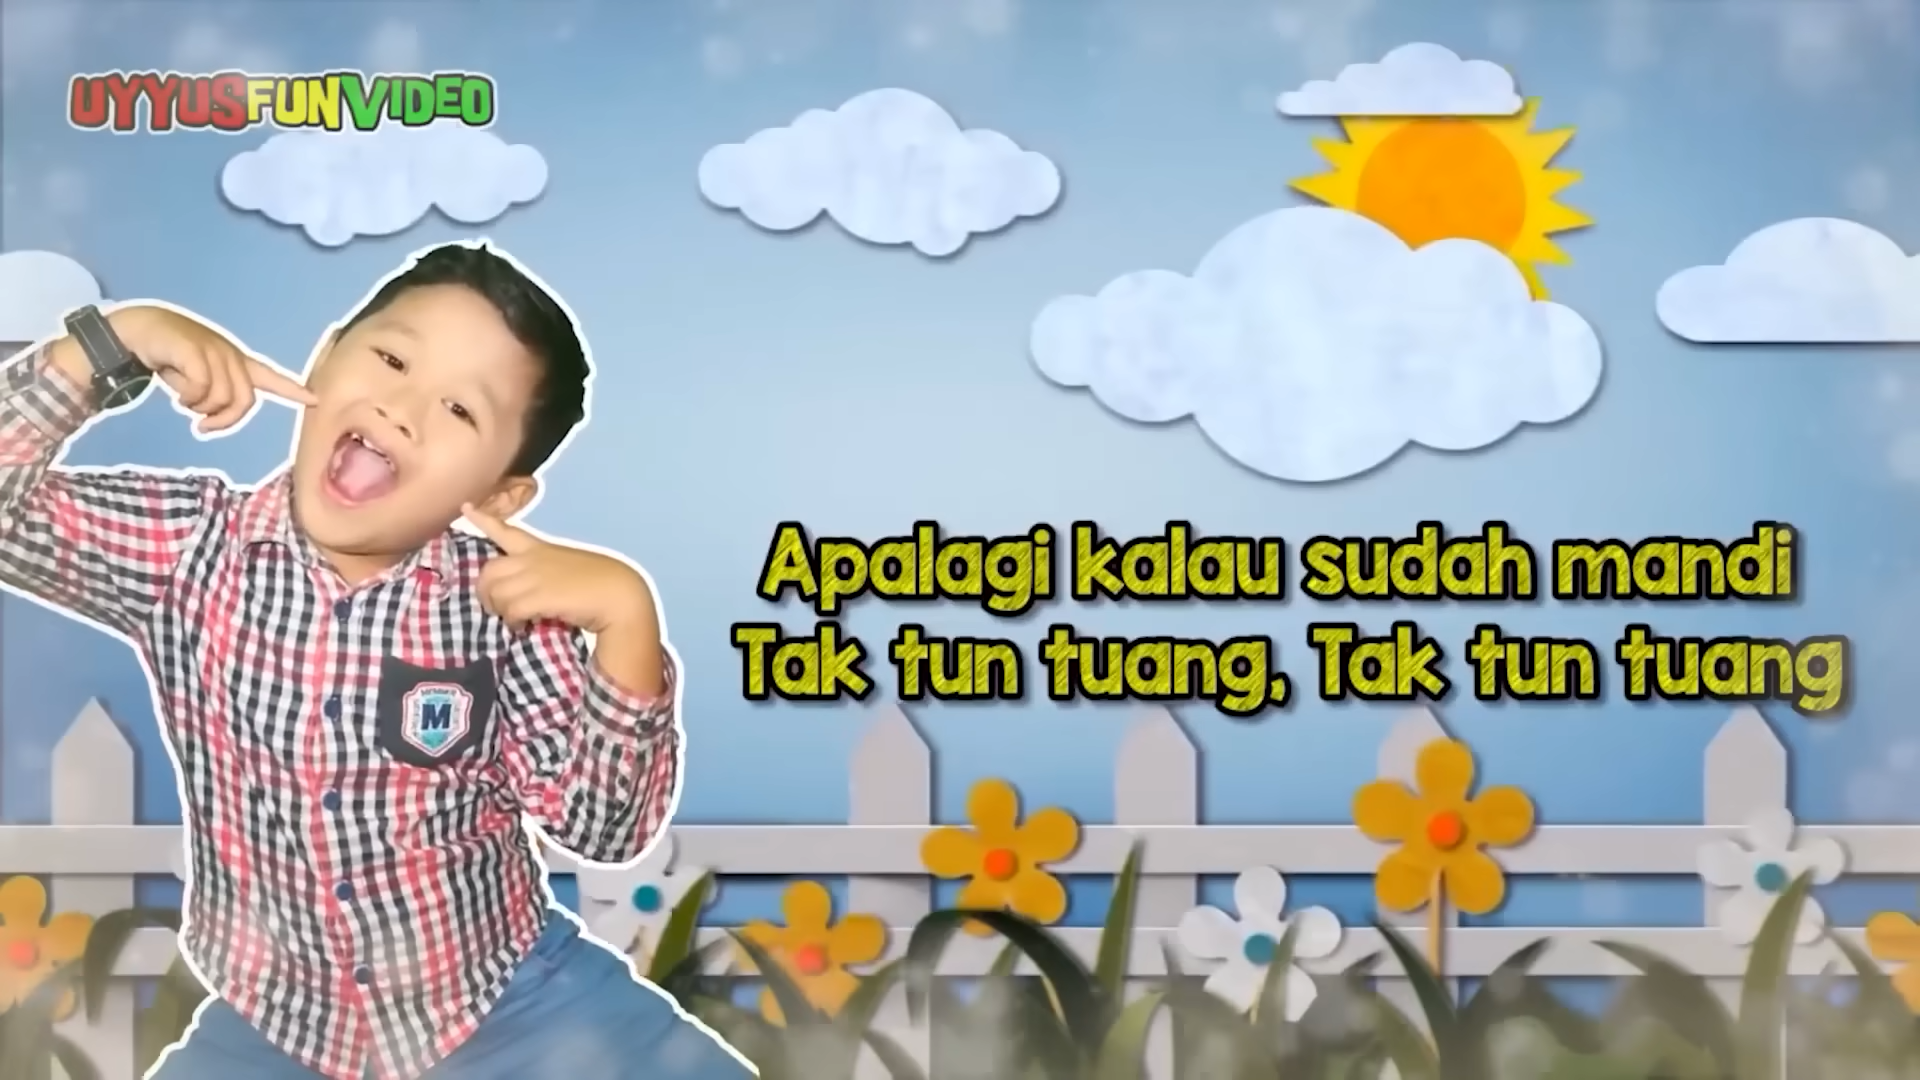 UYYUSFUNVIDEO
Apalagi kalau sudah mandi
Tak tun tuang, Tak tun tuang
M